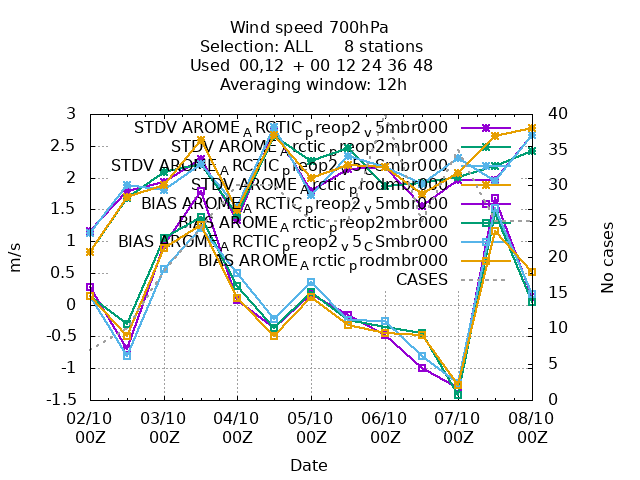 Wind speed 700hPa
Selection: ALL 8 stations
Used 00,12 + 00 12 24 36 48
Averaging window: 12h
STDV AROME_ARCTIC_preop2_v5mbr000
STDV AROME_Arctic_preop2mbr000
STDV AROME_ARCTIC_preop2_v5_CSmbr000
STDV AROME_Arctic_prodmbr000
BIAS AROME_ARCTIC_preop2_v5mbr000
BIAS AROME_Arctic_preop2mbr000
BIAS AROME_ARCTIC_preop2_v5_CSmbr000
BIAS AROME_Arctic_prodmbr000
CASES
3
2.5
2
1.5
1
0.5
0
-0.5
-1
-1.5
m/s
40
35
30
25
20
15
10
5
0
No cases
02/10 03/10 04/10 05/10 06/10 07/10 08/10
00Z 00Z 00Z 00Z 00Z 00Z 00Z
Date